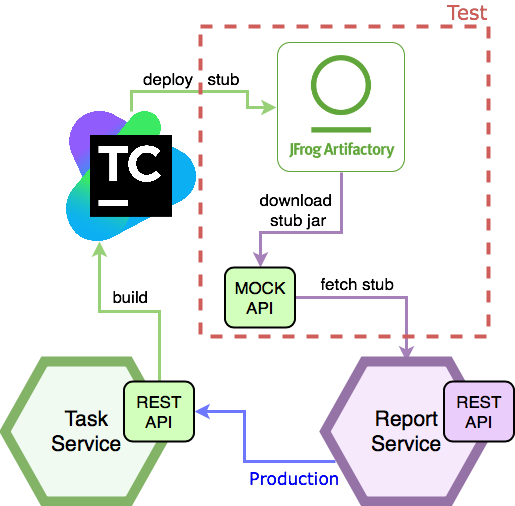 Test
deploy stub
TC
JFrog Artifactory
download
stub jar
MOCK
API
fetch stub
build
Task
Service
REST
API
Report
Service
REST
API
Production